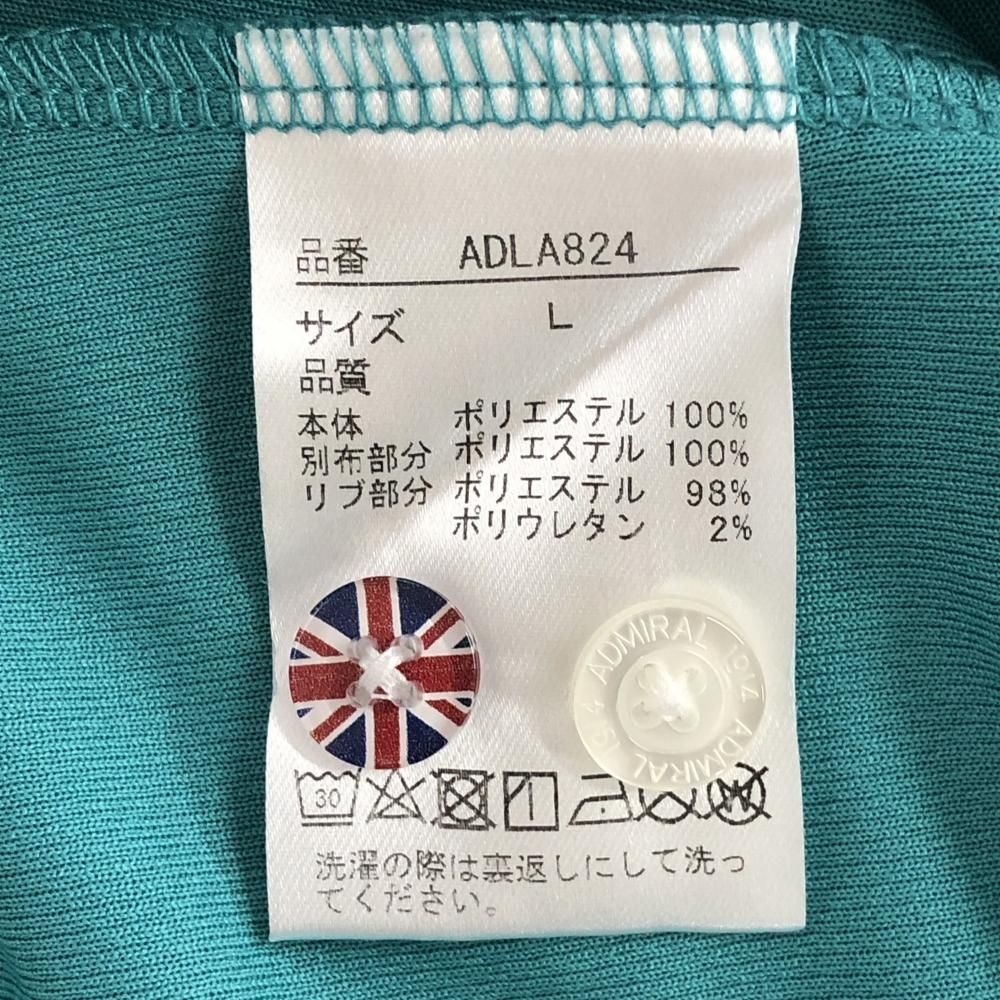 品番 ADLA824
サイズ L
品質
本体 ポリエステル 100%
別布部分 ポリエステル 100%
リブ部分 ポリエステル 98%
ポリウレタン 2%
ADMIRAL 1914 ADMIRAL 1914
30
洗濯の際は裏返しにして洗っ
てください。